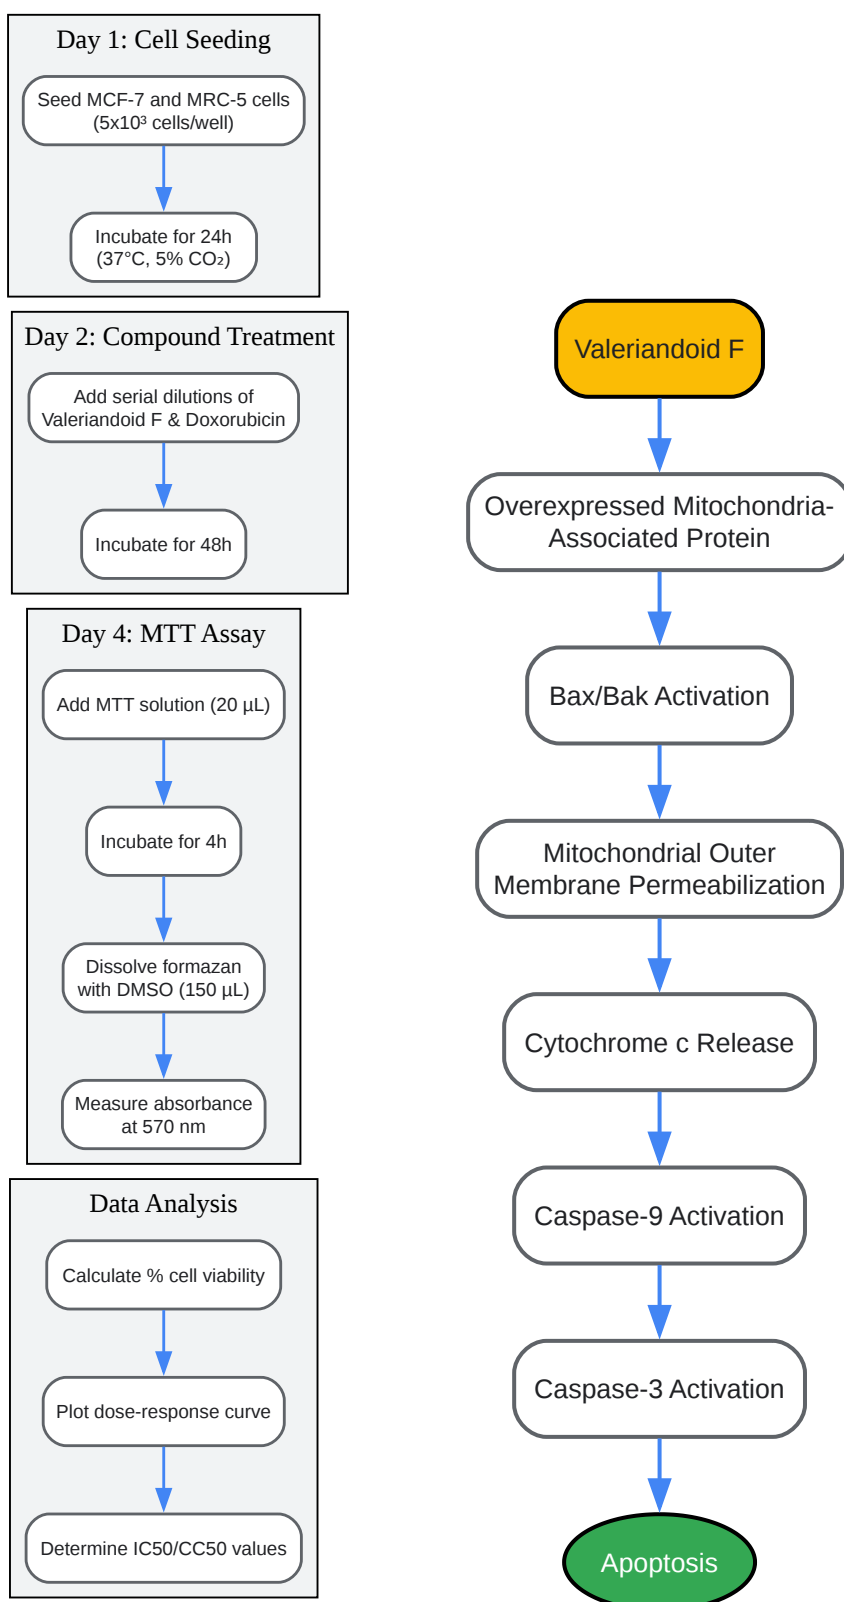 Day 1: Cell Seeding
Seed MCF-7 and MRC-5 cells
(5x10³ cells/well)
Incubate for 24h
(37°C, 5% CO₂)
Day 2: Compound Treatment
Add serial dilutions of
Valeriandoid F & Doxorubicin
Incubate for 48h
Day 4: MTT Assay
Add MTT solution (20 µL)
Incubate for 4h
Dissolve formazan
with DMSO (150 µL)
Measure absorbance
at 570 nm
Data Analysis
Calculate % cell viability
Plot dose-response curve
Determine IC50/CC50 values
Valeriandoid F
Overexpressed Mitochondria-
Associated Protein
Bax/Bak Activation
Mitochondrial Outer
Membrane Permeabilization
Cytochrome c Release
Caspase-9 Activation
Caspase-3 Activation
Apoptosis